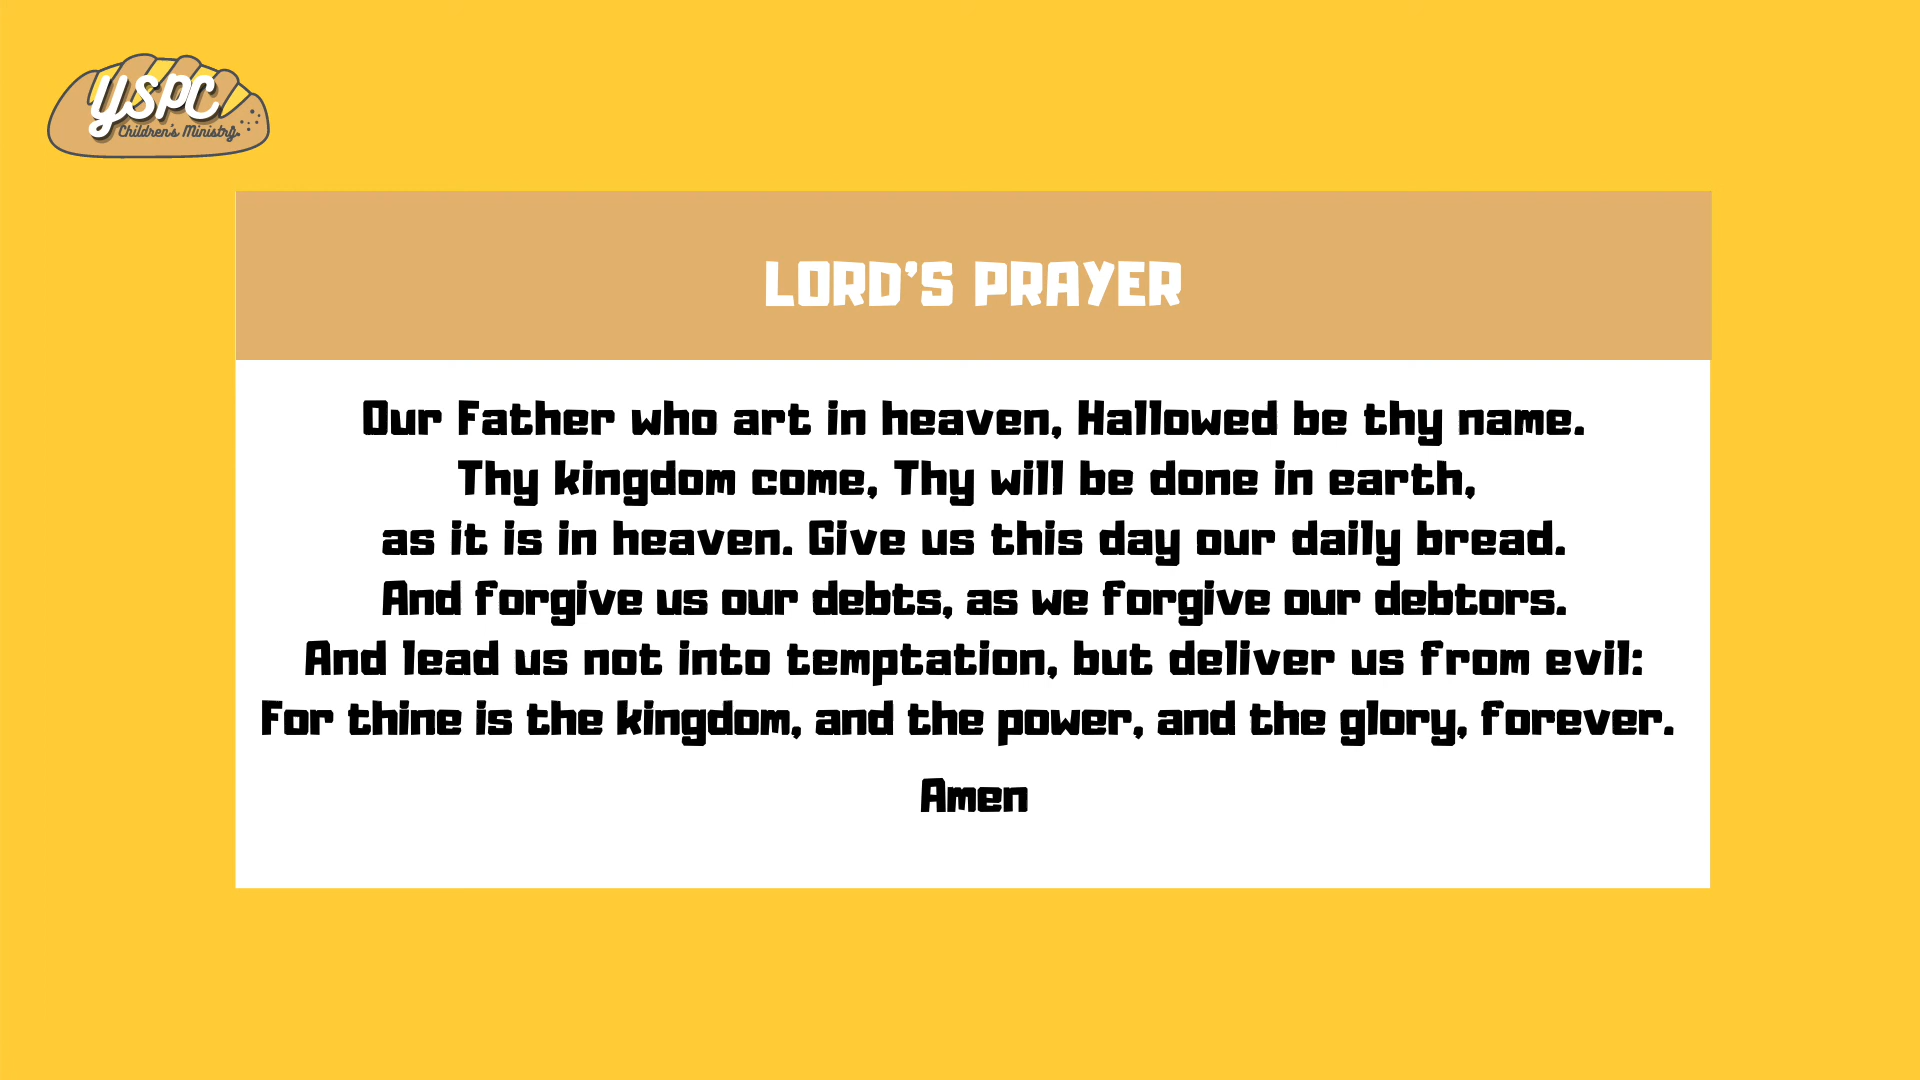 YSPC
Children's Ministry
LORD'S PRAYER
Our Father who art in heaven, Hallowed be thy name.
Thy kingdom come, Thy will be done in earth,
as it is in heaven. Give us this day our daily bread.
And forgive us our debts, as we forgive our debtors.
And lead us not into temptation, but deliver us from evil:
For thine is the kingdom, and the power, and the glory, forever.
Amen